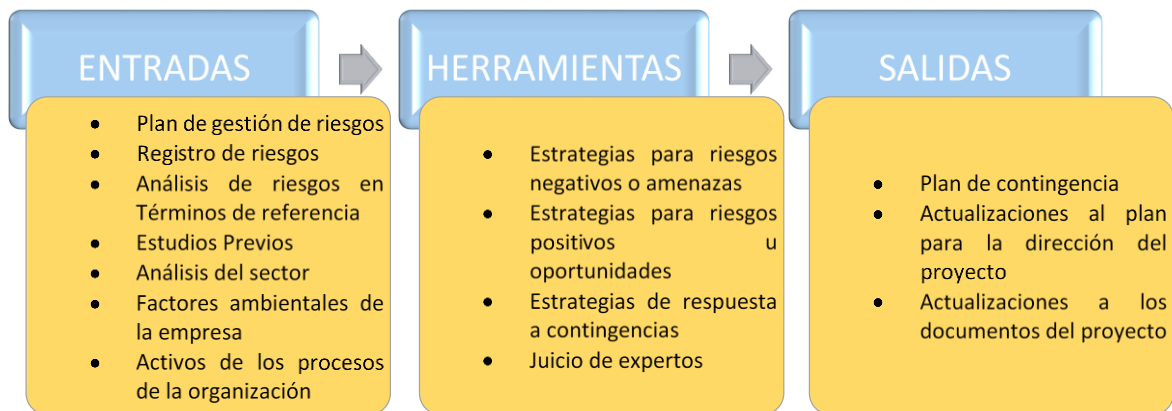 ENTRADAS
• Plan de gestión de riesgos
• Registro de riesgos
• Análisis de riesgos en
Términos de referencia
• Estudios Previos
• Análisis del sector
• Factores ambientales de
la empresa
• Activos de los procesos
de la organización
HERRAMIENTAS
• Estrategias para riesgos
negativos o amenazas
• Estrategias para riesgos
positivos u
oportunidades
• Estrategias de respuesta
a contingencias
• Juicio de expertos
SALIDAS
• Plan de contingencia
• Actualizaciones al plan
para la dirección del
proyecto
• Actualizaciones a los
documentos del proyecto